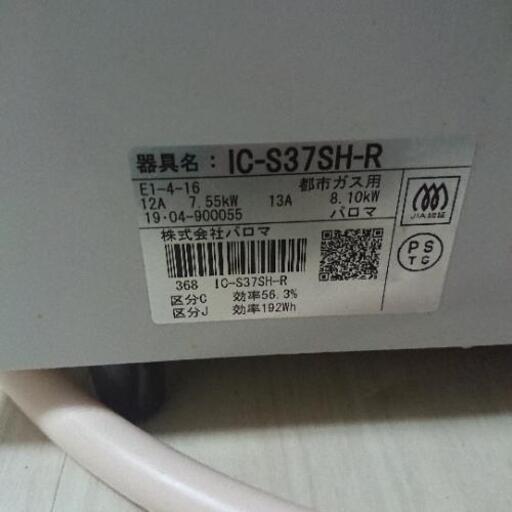 器具名：IC-S37SH-R
E1-4-16 都市ガス用
12A 7.55kW 13A 8.10kW
19・04-900055 パロマ
株式会社パロマ
368 IC-S37SH-R
区分C 効率56.3%
区分J 効率192Wh
JIA認証
PS
TG